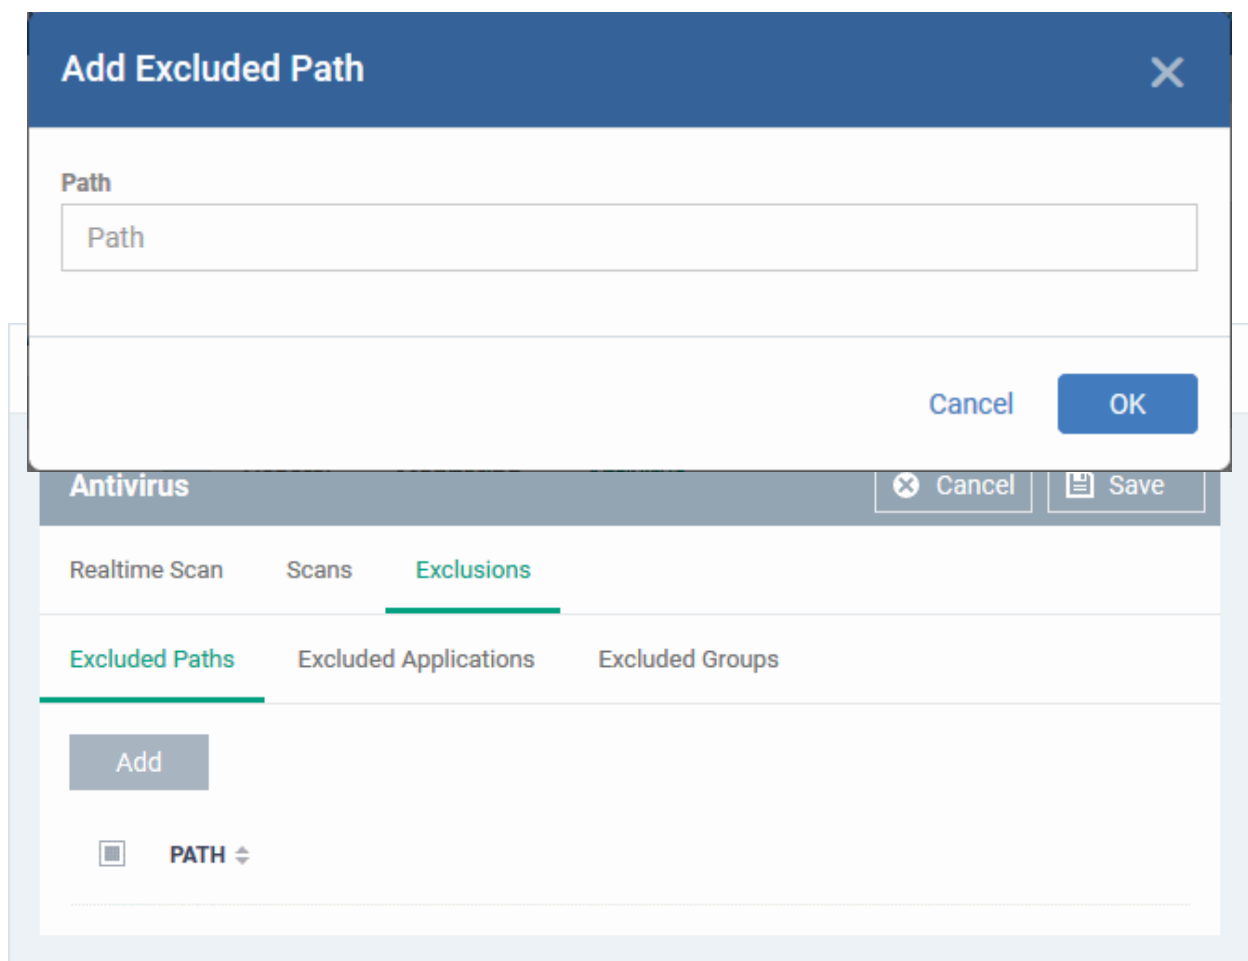 Add Excluded Path
Path
Path
Cancel OK
Antivirus Cancel Save
Realtime Scan Scans Exclusions
Excluded Paths Excluded Applications Excluded Groups
Add
PATH